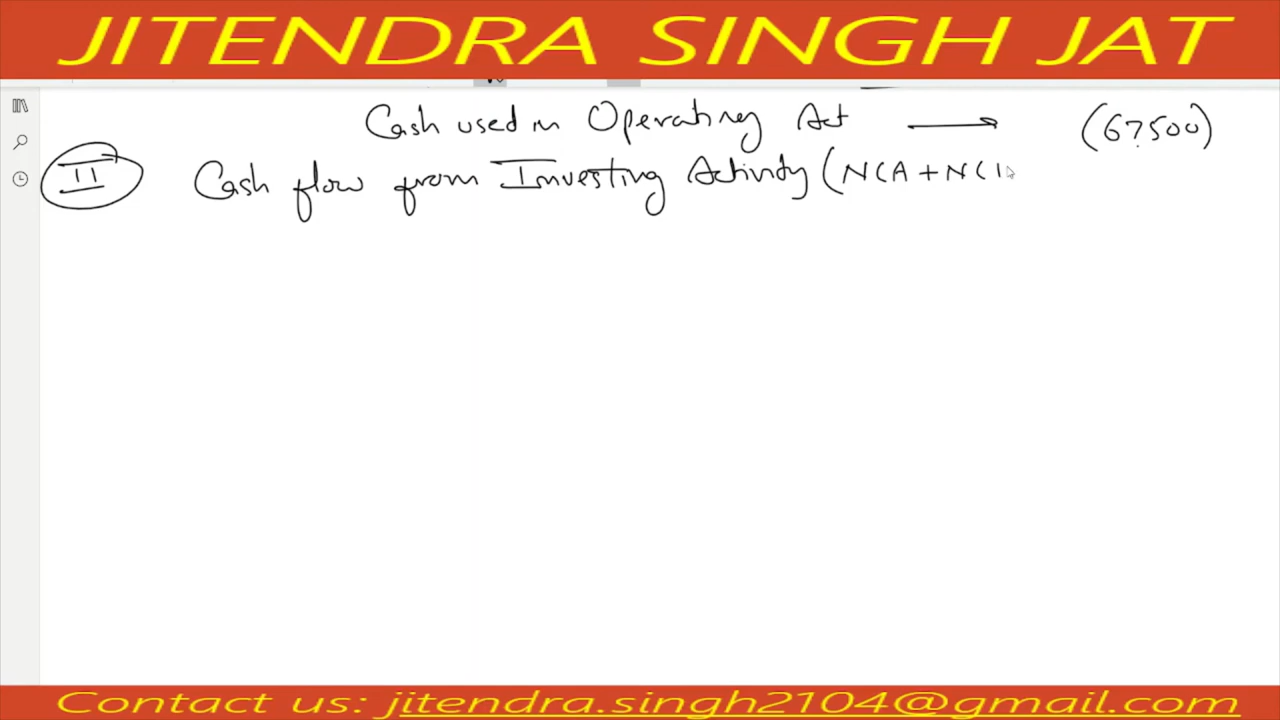 JITENDRA SINGH JAT
Cash used in Operating Act → (67500)
II Cash flow from Investing Activity (NCA + NCI
Contact us: jitendra.singh2104@gmail.com